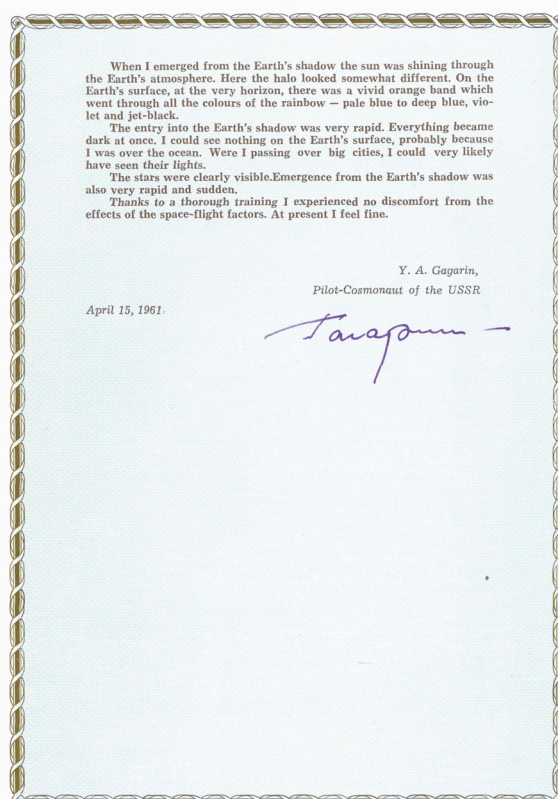 When I emerged from the Earth's shadow the sun was shining through
the Earth's atmosphere. Here the halo looked somewhat different. On the
Earth's surface, at the very horizon, there was a vivid orange band which
went through all the colours of the rainbow — pale blue to deep blue, vio-
let and jet-black.
The entry into the Earth's shadow was very rapid. Everything became
dark at once. I could see nothing on the Earth's surface, probably because
I was over the ocean. Were I passing over big cities, I could very likely
have seen their lights.
The stars were clearly visible.Emergence from the Earth's shadow was
also very rapid and sudden.
Thanks to a thorough training I experienced no discomfort from the
effects of the space-flight factors. At present I feel fine.
Y. A. Gagarin,
Pilot-Cosmonaut of the USSR
April 15, 1961
Гагарин